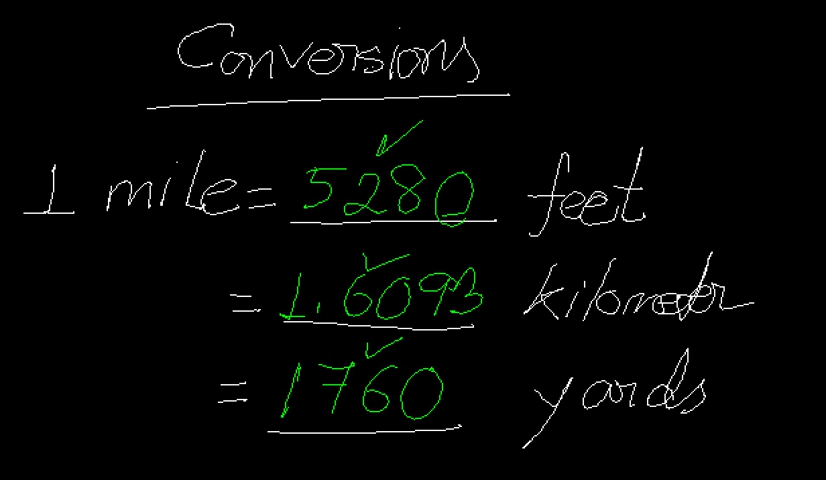 Conversions
1 mile = 5280 feet
= 1.6093 kilometer
= 1760 yards